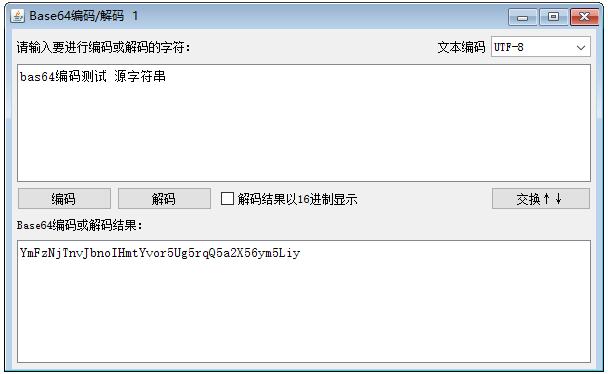 Base64编码/解码 1
请输入要进行编码或解码的字符: 文本编码 UTF-8
bas64编码测试 源字符串
编码 解码 解码结果以16进制显示 交换↑↓
Base64编码或解码结果:
YmFzNjTnvJbnoIHmtYvor5Ug5rqQ5a2X56ym5Liy